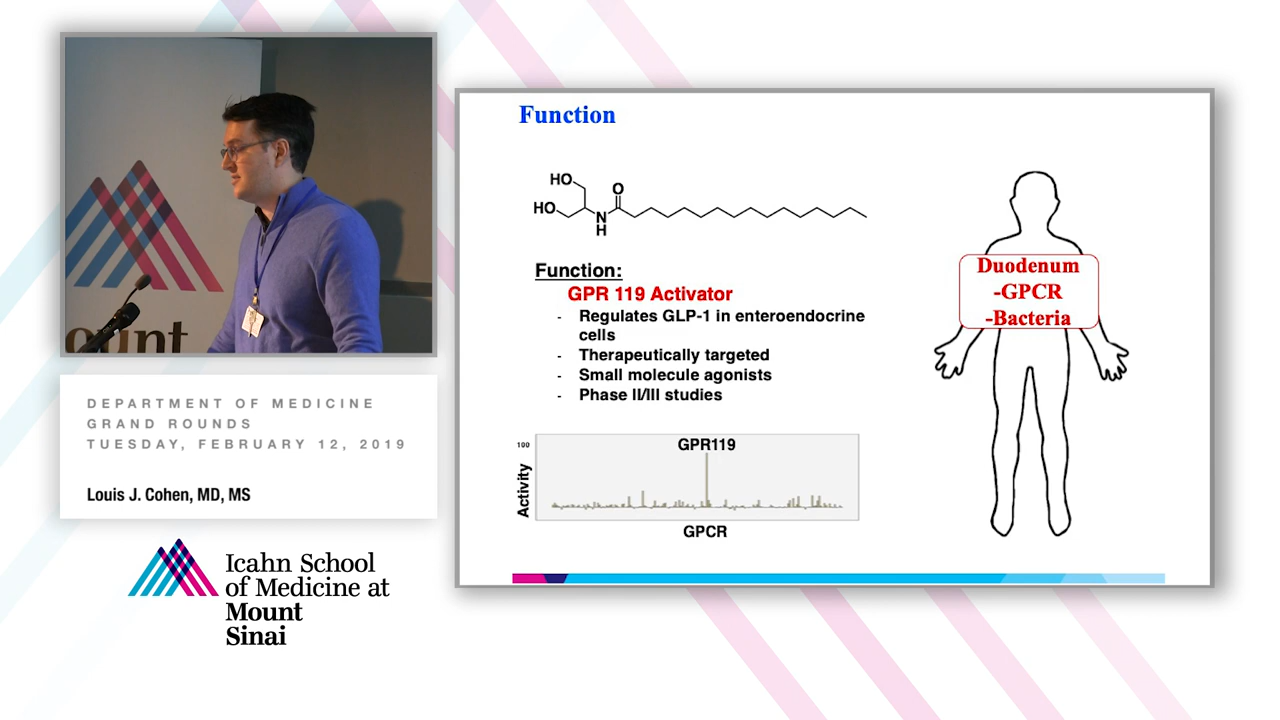 ount
DEPARTMENT OF MEDICINE
GRAND ROUNDS
TUESDAY, FEBRUARY 12, 2019
Louis J. Cohen, MD, MS
Icahn School
of Medicine at
Mount
Sinai
Function
HO
O
HO
N
H
Function:
GPR 119 Activator
- Regulates GLP-1 in enteroendocrine
cells
- Therapeutically targeted
- Small molecule agonists
- Phase II/III studies
100
GPR119
Activity
GPCR
Duodenum
-GPCR
-Bacteria